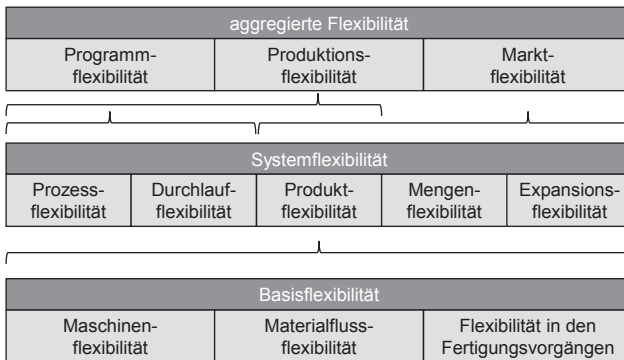 aggregierte Flexibilität
Programm-
flexibilität
Produktions-
flexibilität
Markt-
flexibilität
Systemflexibilität
Prozess-
flexibilität
Durchlauf-
flexibilität
Produkt-
flexibilität
Mengen-
flexibilität
Expansions-
flexibilität
Basisflexibilität
Maschinen-
flexibilität
Materialfluss-
flexibilität
Flexibilität in den
Fertigungsvorgängen